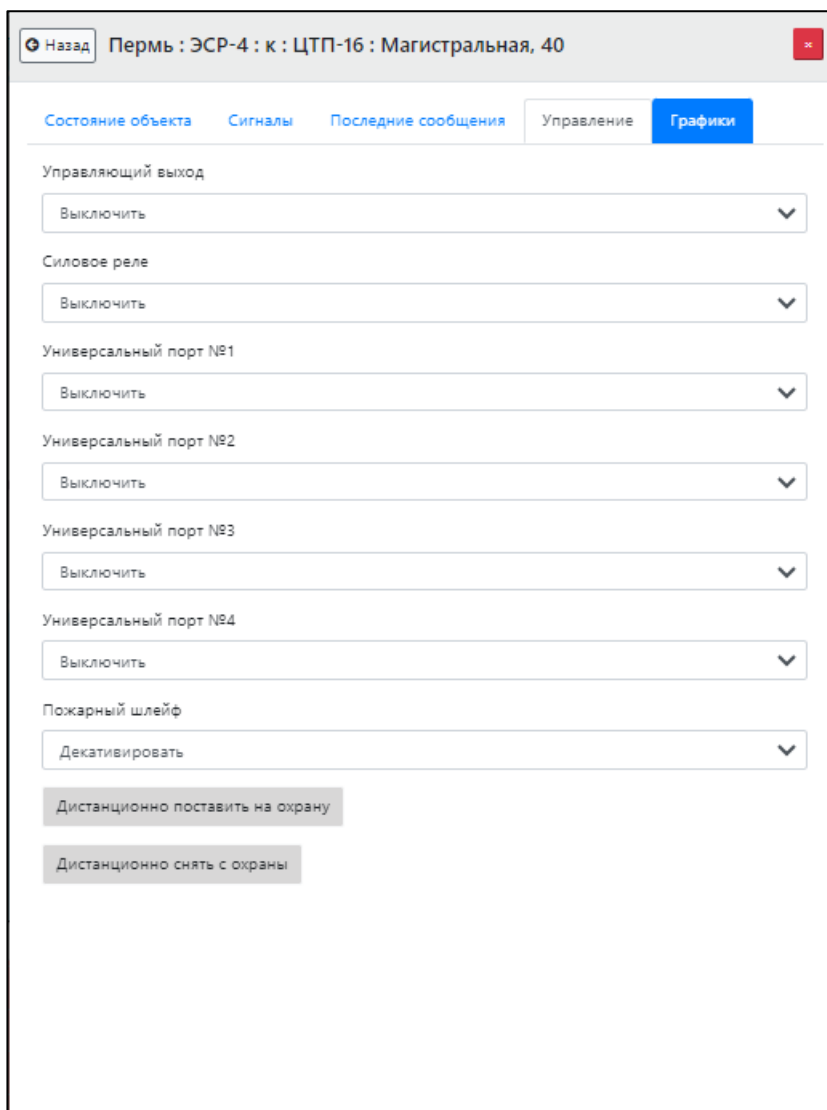 Назад Пермь : ЭСР-4 : к : ЦТП-16 : Магистральная, 40 ×
Состояние объекта Сигналы Последние сообщения Управление Графики
Управляющий выход
Выключить
Силовое реле
Выключить
Универсальный порт №1
Выключить
Универсальный порт №2
Выключить
Универсальный порт №3
Выключить
Универсальный порт №4
Выключить
Пожарный шлейф
Декативировать
Дистанционно поставить на охрану
Дистанционно снять с охраны